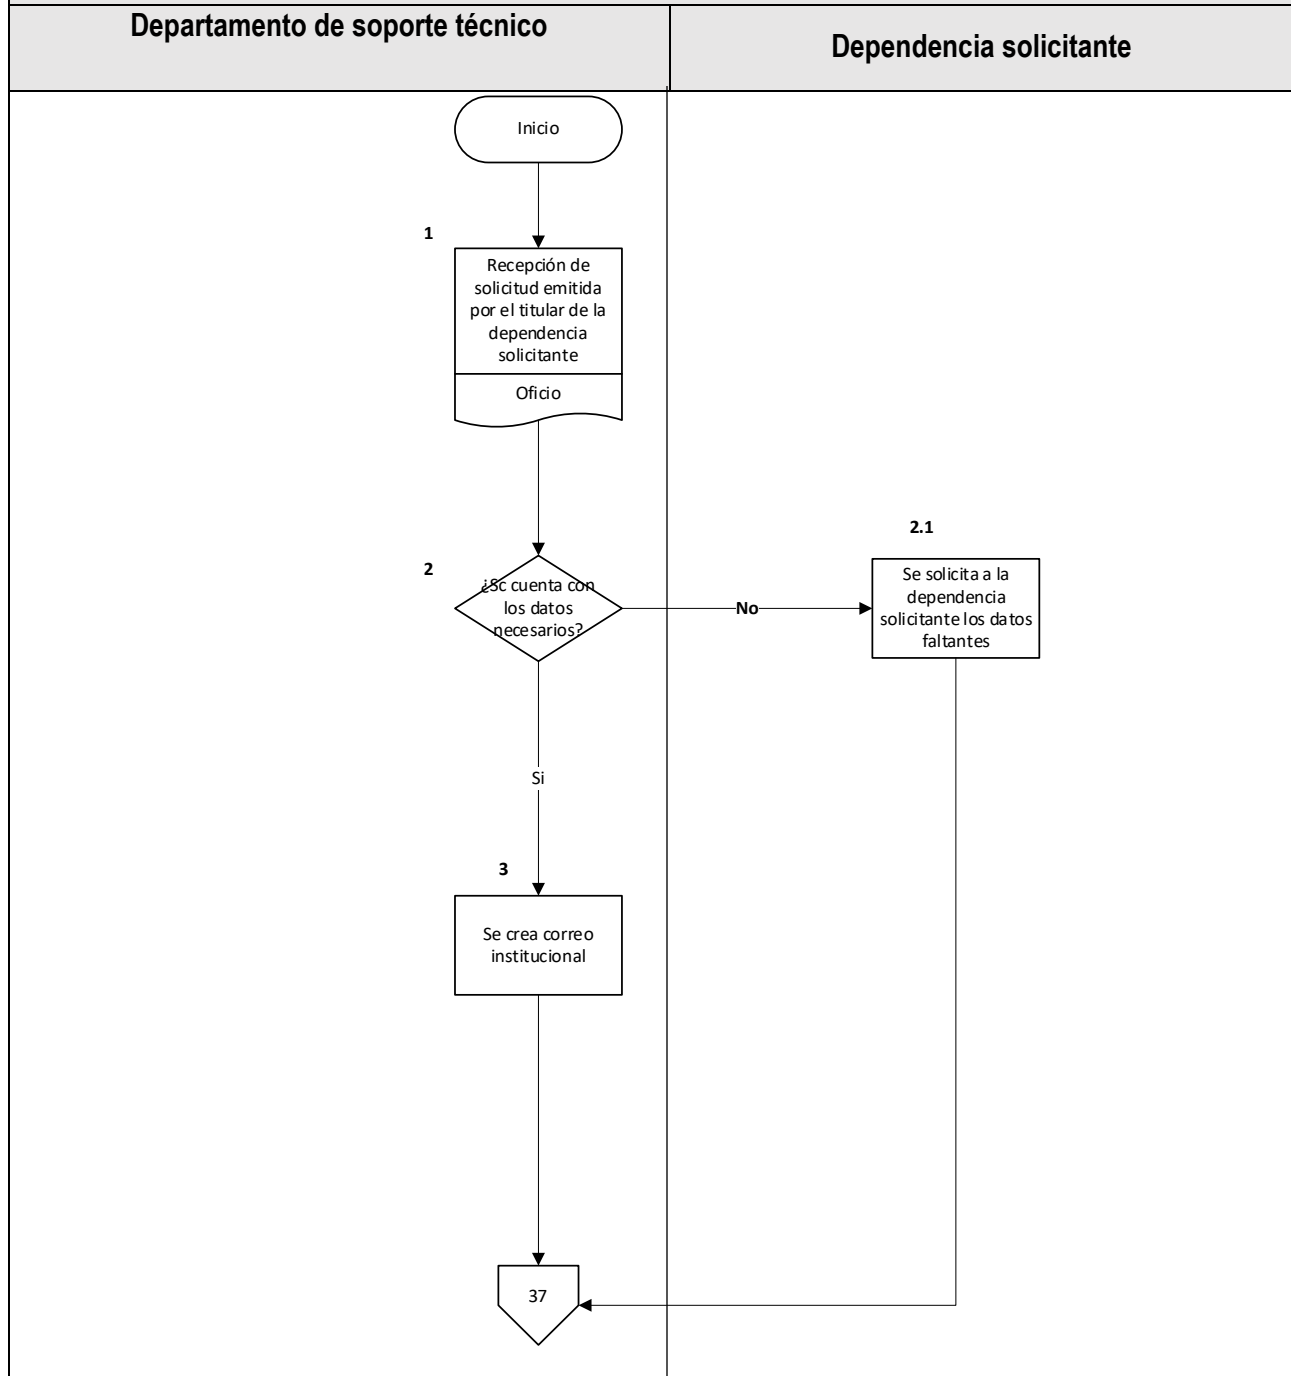 Departamento de soporte técnico
Dependencia solicitante
Inicio
1
Recepción de
solicitud emitida
por el titular de la
dependencia
solicitante
Oficio
2
¿Sc cuenta con
los datos
necesarios?
No
2.1
Se solicita a la
dependencia
solicitante los datos
faltantes
Si
3
Se crea correo
institucional
37